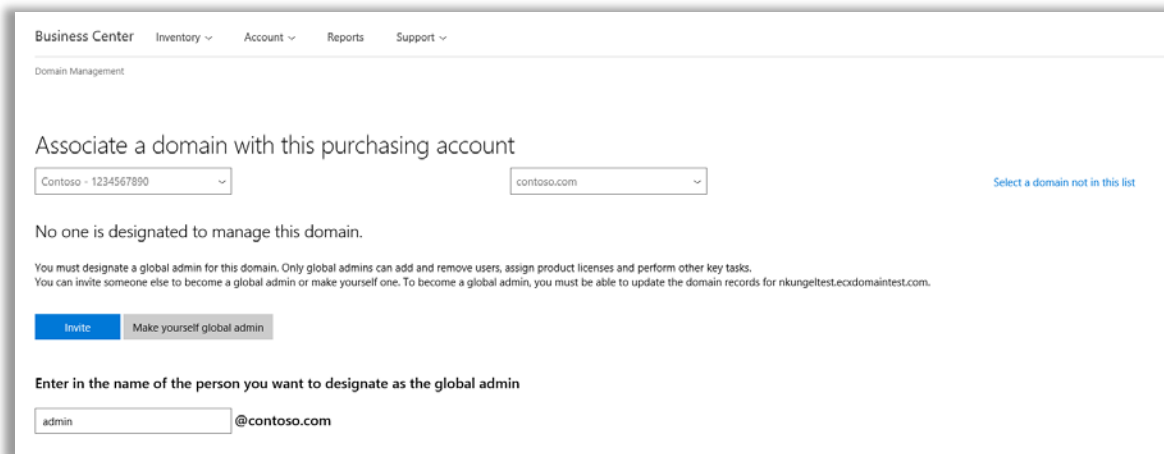 Business Center Inventory Account Reports Support
Domain Management
Associate a domain with this purchasing account
Contoso - 1234567890 contoso.com Select a domain not in this list
No one is designated to manage this domain.
You must designate a global admin for this domain. Only global admins can add and remove users, assign product licenses and perform other key tasks.
You can invite someone else to become a global admin or make yourself one. To become a global admin, you must be able to update the domain records for nkungeltest.ecxdomaintest.com.
Invite Make yourself global admin
Enter in the name of the person you want to designate as the global admin
admin @contoso.com